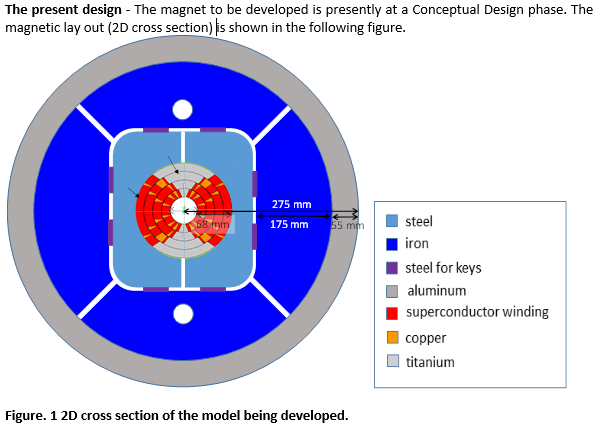 The present design - The magnet to be developed is presently at a Conceptual Design phase. The
magnetic lay out (2D cross section) is shown in the following figure.
275 mm
68 mm
175 mm
55 mm
steel
iron
steel for keys
aluminum
superconductor winding
copper
titanium
Figure. 1 2D cross section of the model being developed.